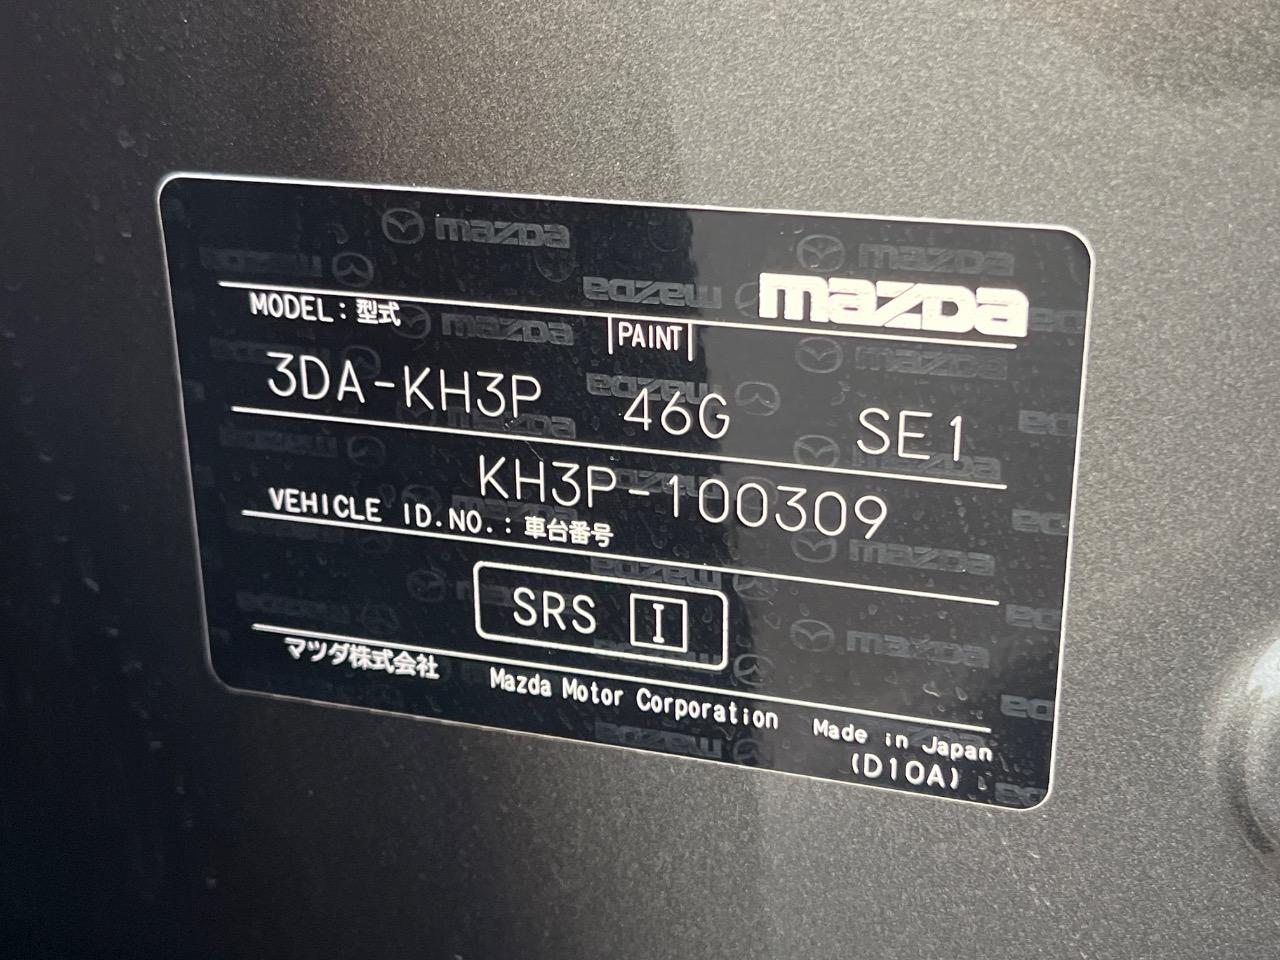 mazda
MODEL：型式
PAINT
3DA-KH3P 46G SE1
KH3P-100309
VEHICLE ID.NO.：車台番号
SRS I
マツダ株式会社 Mazda Motor Corporation Made in Japan
(D10A)